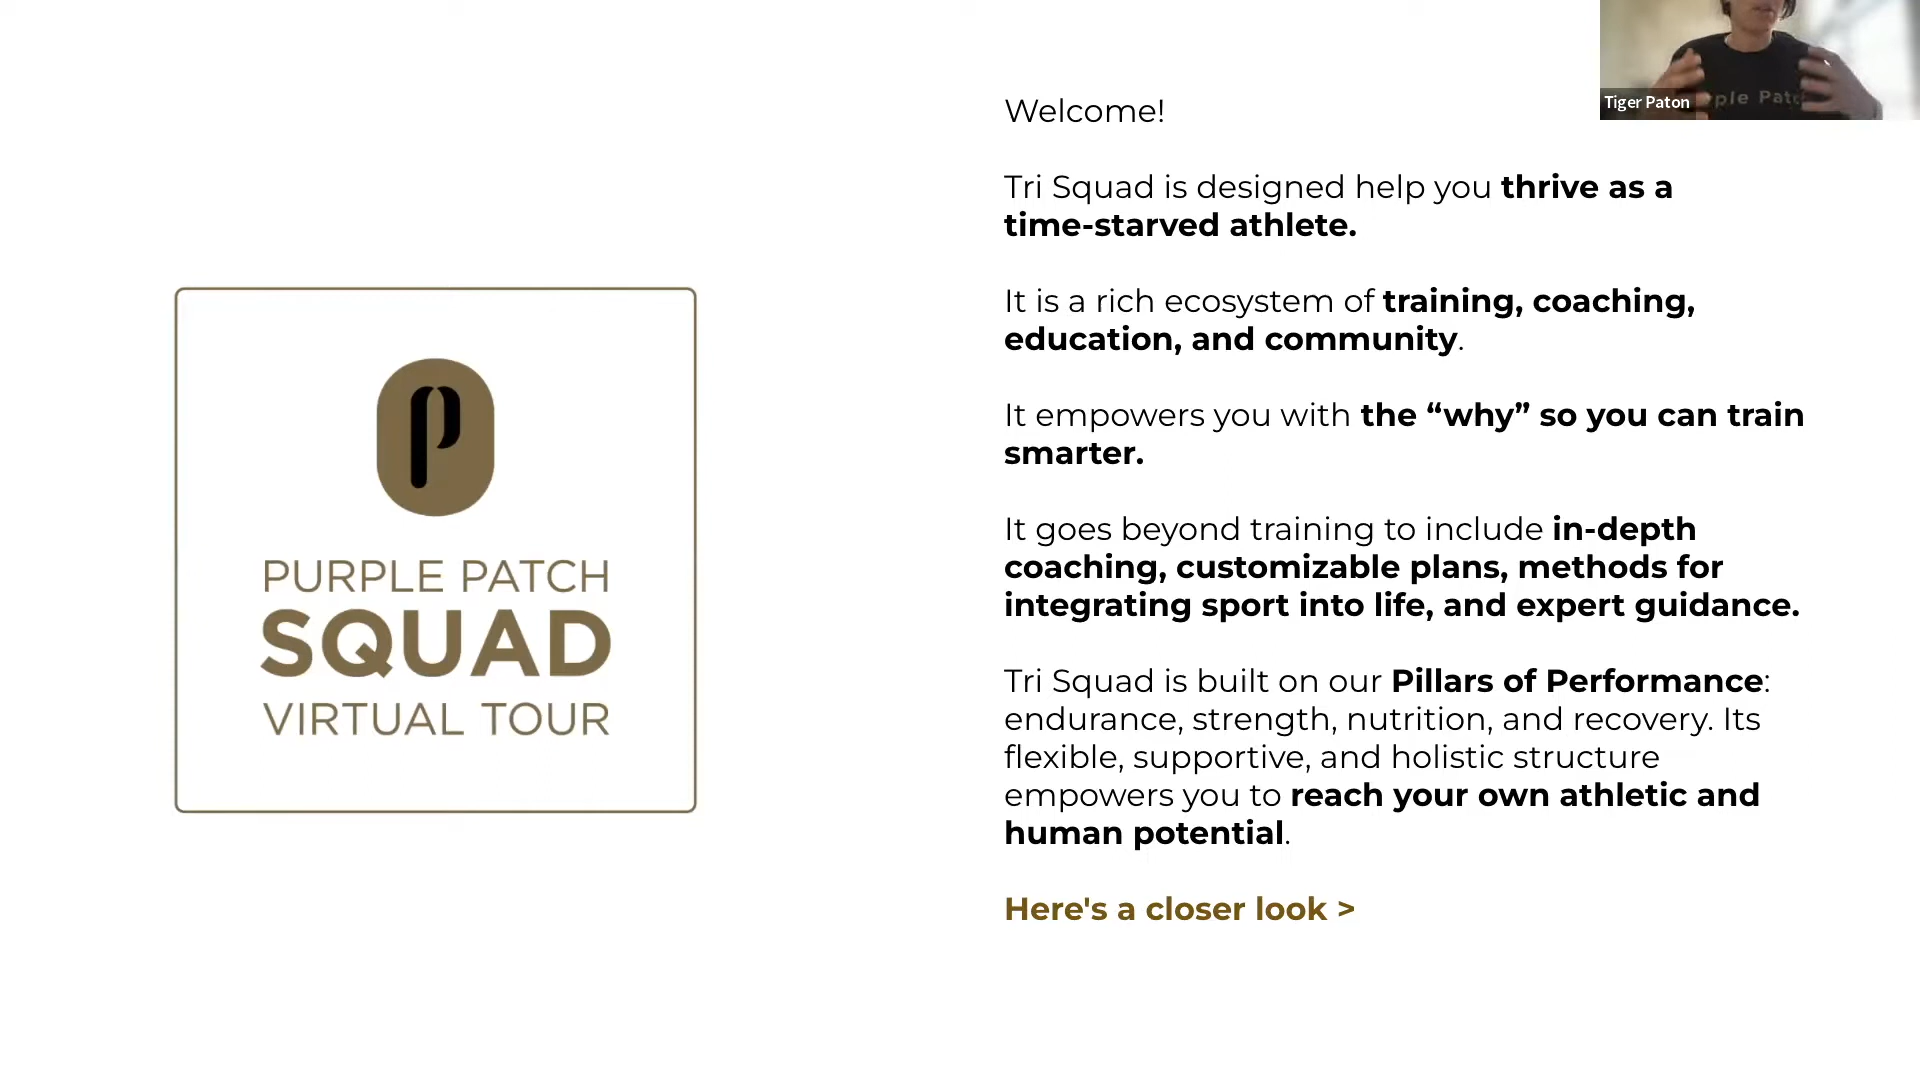 Tiger Paton
Welcome!
Tri Squad is designed help you thrive as a
time-starved athlete.
It is a rich ecosystem of training, coaching,
education, and community.
It empowers you with the “why” so you can train
smarter.
It goes beyond training to include in-depth
coaching, customizable plans, methods for
integrating sport into life, and expert guidance.
Tri Squad is built on our Pillars of Performance:
endurance, strength, nutrition, and recovery. Its
flexible, supportive, and holistic structure
empowers you to reach your own athletic and
human potential.
Here's a closer look >
PURPLE PATCH
SQUAD
VIRTUAL TOUR